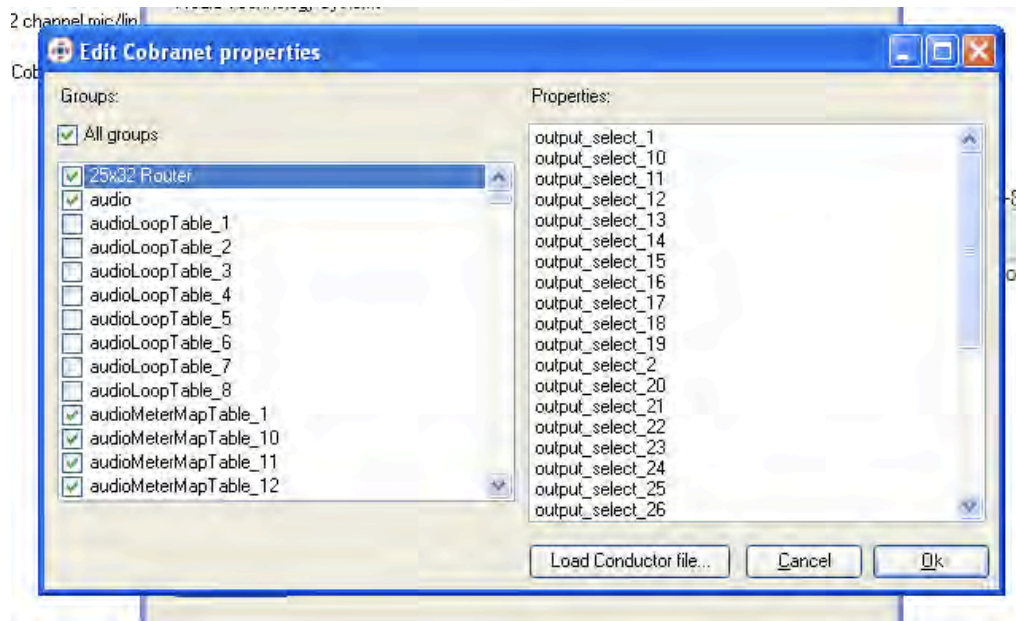 2 channel mic/lin
Cob
Edit Cobranet properties
Groups:
All groups
25x32 Router
audio
audioLoopTable_1
audioLoopTable_2
audioLoopTable_3
audioLoopTable_4
audioLoopTable_5
audioLoopTable_6
audioLoopTable_7
audioLoopTable_8
audioMeterMapTable_1
audioMeterMapTable_10
audioMeterMapTable_11
audioMeterMapTable_12
Properties:
output_select_1
output_select_10
output_select_11
output_select_12
output_select_13
output_select_14
output_select_15
output_select_16
output_select_17
output_select_18
output_select_19
output_select_2
output_select_20
output_select_21
output_select_22
output_select_23
output_select_24
output_select_25
output_select_26
Load Conductor file...
Cancel
Ok